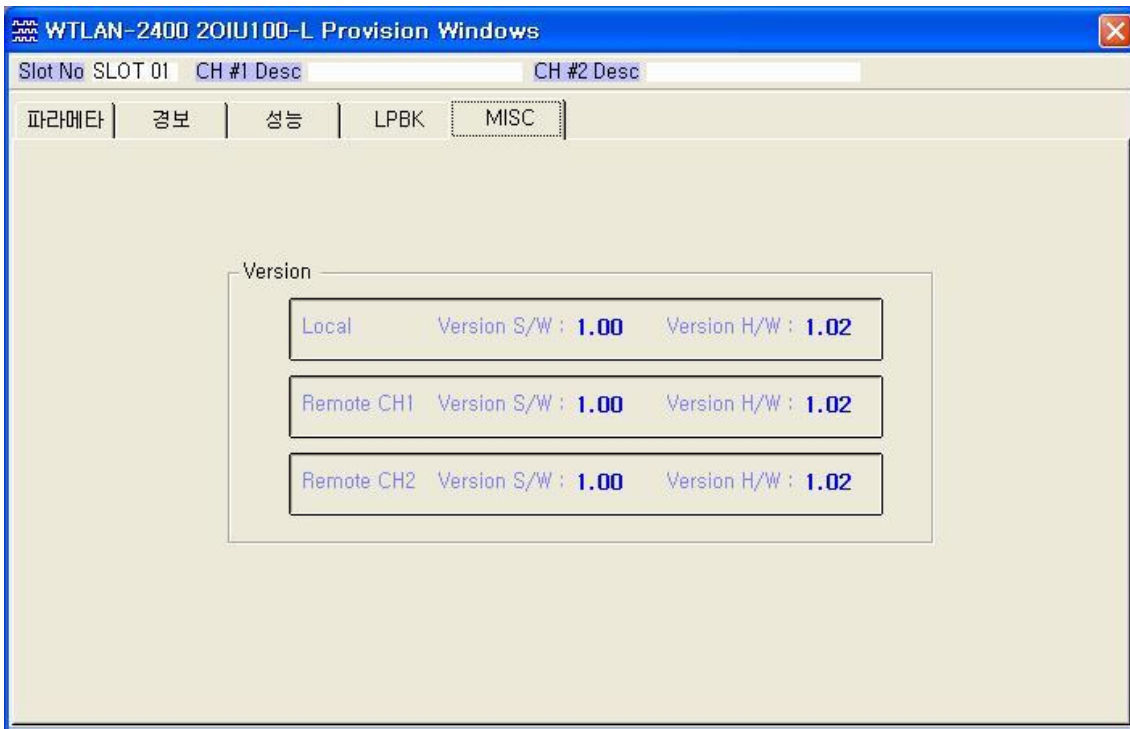 WTLAN-2400 2OIU100-L Provision Windows
Slot No SLOT 01 CH #1 Desc CH #2 Desc
파라메타 경보 성능 LPBK MISC
Version
Local Version S/W : 1.00 Version H/W : 1.02
Remote CH1 Version S/W : 1.00 Version H/W : 1.02
Remote CH2 Version S/W : 1.00 Version H/W : 1.02